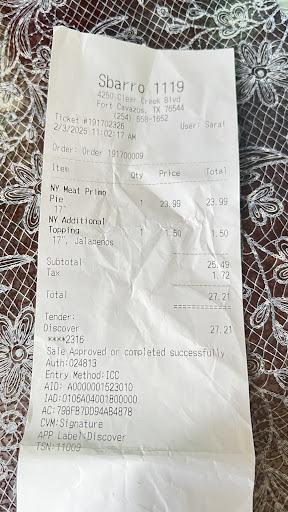 Sbarro 1119
4250 Clear Creek Blvd
Fort Cavazos, TX 76544
(254) 658-1652
Ticket #191702326 User: Sarai
2/3/2025 11:02:17 AM
Order: Order 191700009
Item Qty Price Total
NY Meat Primo
Pie 1 23.99 23.99
17"
NY Additional
Topping 1 1.50 1.50
17", Jalapenos
Subtotal 25.49
Tax 1.72
Total 27.21
Tender:
Discover 27.21
****2316
Sale Approved or completed successfully
Auth:024813
Entry Method:ICC
AID: A0000001523010
IAD:0106A04001800000
AC:798FB7DD94AB4878
CVM:Signature
APP Label:Discover
TSN:11009